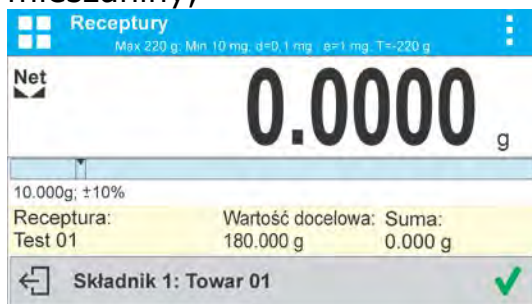 Receptury
Max 220 g; Min 10 mg; d=0,1 mg; e=1 mg; T=-220 g
Net
0.0000 g
10.000g; ±10%
Receptura: Wartość docelowa: Suma:
Test 01 180.000 g 0.000 g
Składnik 1: Towar 01